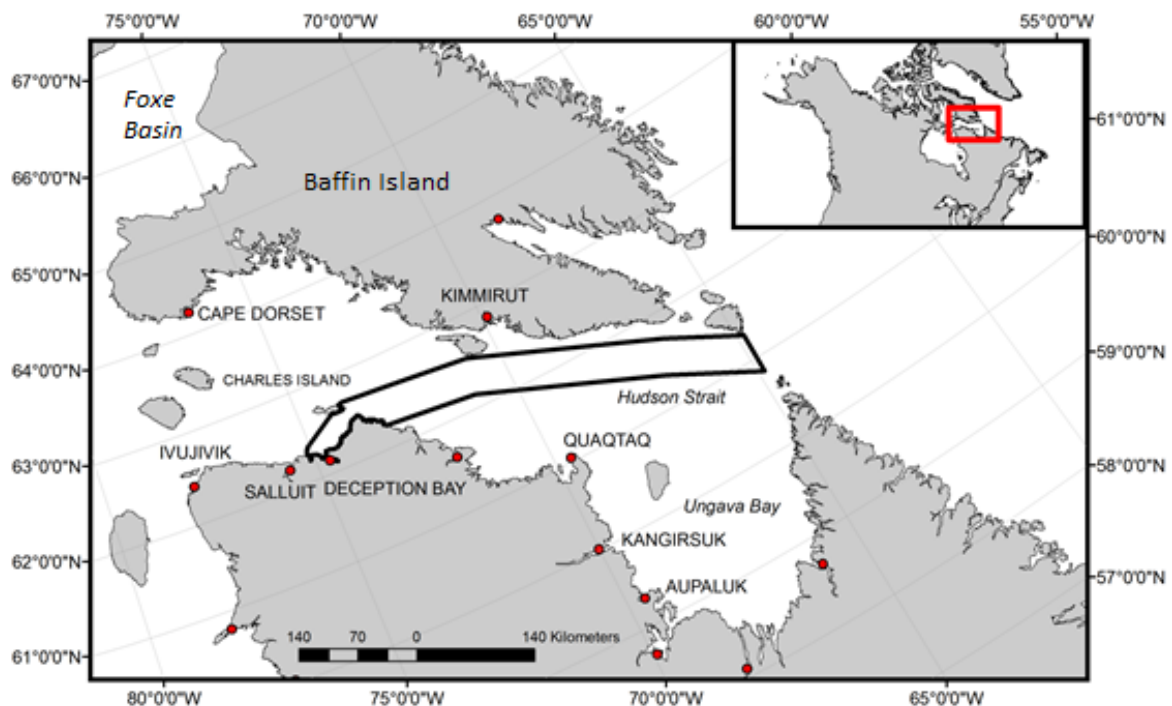 75°0'0"W 70°0'0"W 65°0'0"W 60°0'0"W 55°0'0"W
67°0'0"N
66°0'0"N
65°0'0"N
64°0'0"N
63°0'0"N
62°0'0"N
61°0'0"N
Foxe
Basin
Baffin Island
KIMMIRUT
CAPE DORSET
CHARLES ISLAND
Hudson Strait
IVUJIVIK
QUAQTAQ
SALLUIT
DECEPTION BAY
Ungava Bay
KANGIRSUK
AUPALUK
140 70 0 140 Kilometers
61°0'0"N
60°0'0"N
59°0'0"N
58°0'0"N
57°0'0"N
80°0'0"W 75°0'0"W 70°0'0"W 65°0'0"W